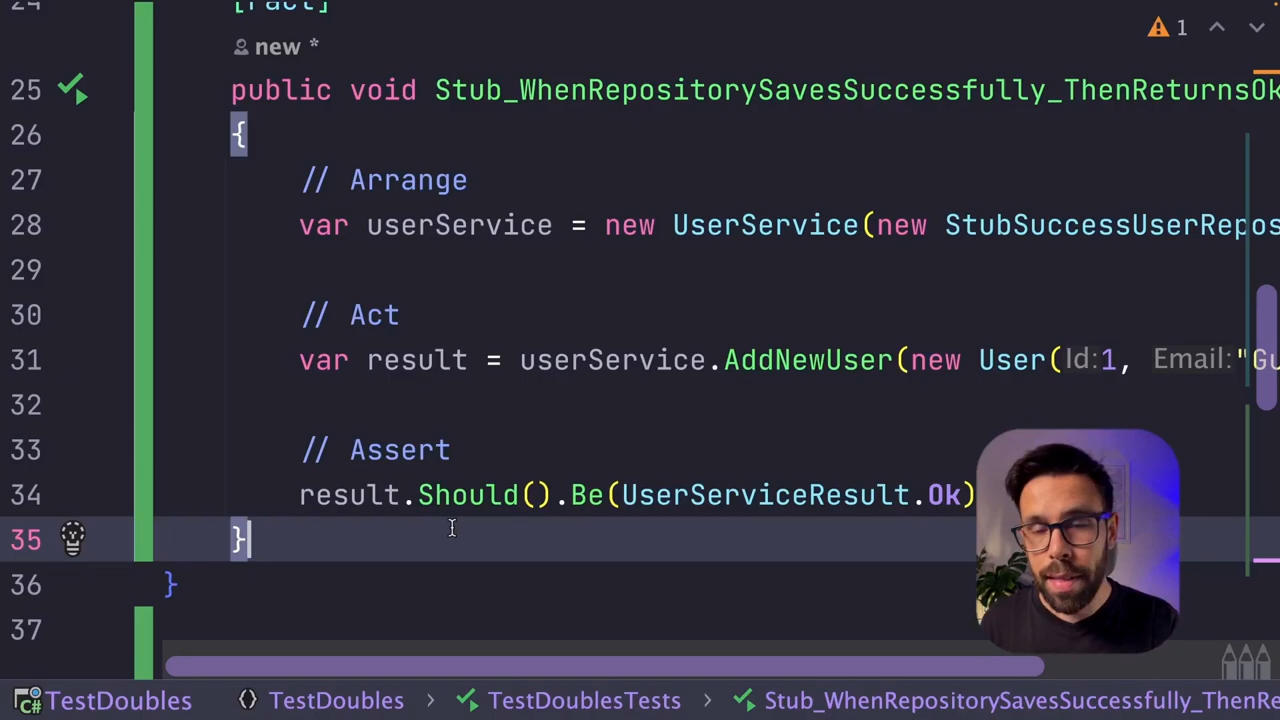 24 [Fact]
new *
1
25 public void Stub_WhenRepositorySavesSuccessfully_ThenReturnsOk
26 {
27 // Arrange
28 var userService = new UserService(new StubSuccessUserRepos
29
30 // Act
31 var result = userService.AddNewUser(new User(Id:1, Email:"Gu
32
33 // Assert
34 result.Should().Be(UserServiceResult.Ok)
35 }
36 }
37
C# TestDoubles TestDoubles › TestDoublesTests › Stub_WhenRepositorySavesSuccessfully_ThenRe